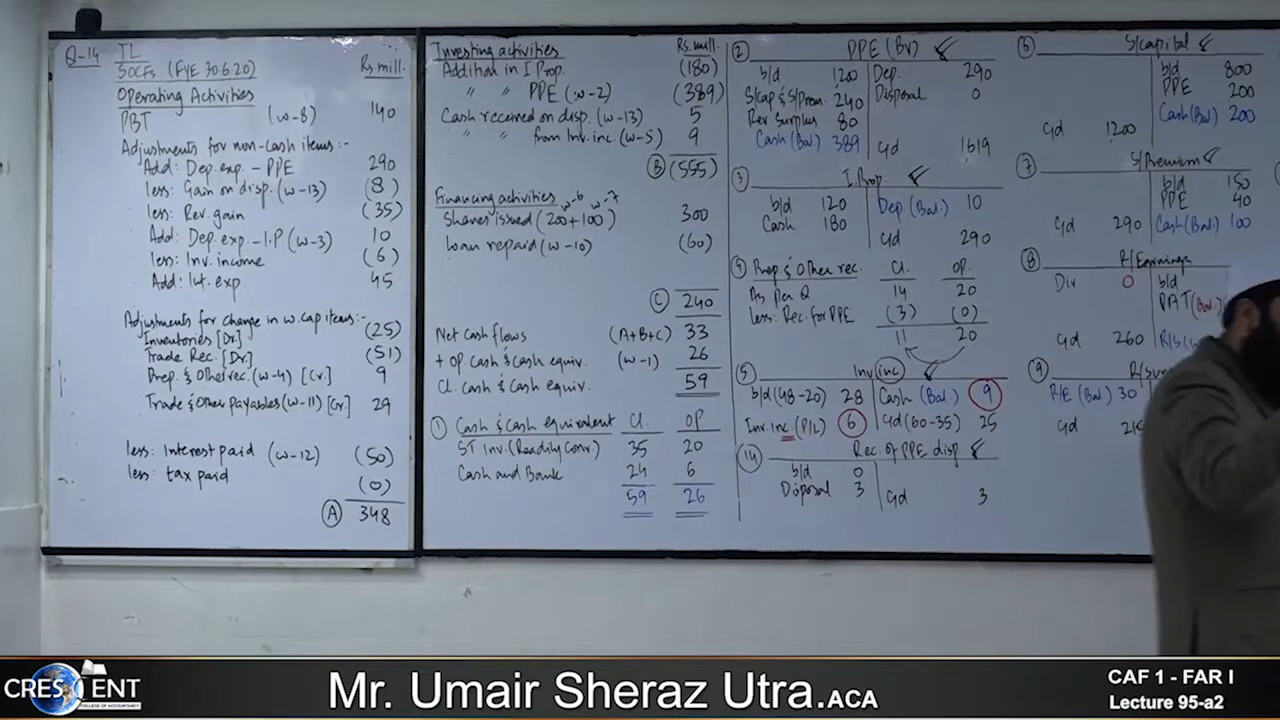 Q-14 TL
SOCFs (FYE 30.6.20) Rs.mill.
Operating Activities
PBT (w-8) 140
Adjustments for non-cash items:-
Add: Dep. exp. - PPE 290
less: Gain on disp. (w-13) (8)
less: Rev. gain (35)
Add: Dep. exp. - I.P (w-3) 10
less: Inv. income (6)
Add: Int. exp 45
Adjustments for change in w.cap items:-
Inventories [Dr.] (25)
Trade Rec. [Dr.] (51)
Prep. & Other rec. (w-4) [Cr.] 9
Trade & Other payables (w-11) [Cr.] 29
less: Interest paid (w-12) (50)
less: tax paid (0)
A 348
Investing activities Rs.mill.
Addition in I.Prop. (180)
" " PPE (w-2) (389)
Cash received on disp. (w-13) 5
" " from Inv. inc. (w-5) 9
B (555)
Financing activities
w-6 w-7
Shares issued (200+100) 300
Loan repaid (w-10) (60)
C 240
Net Cash flows (A+B+C) 33
+ Op. Cash & Cash equiv. (w-1) 26
Cl. Cash & Cash equiv. 59
1 Cash & Cash equivalent Cl. OP
ST Inv. (Readily Conv.) 35 20
Cash and Bank 24 6
59 26
2 PPE (BV)
b/d 1200 Dep. 290
S/Cap & S/Prem. 240 Disposal 0
Rev Surplus 80
Cash (Bal.) 389 c/d 1619
3 I.Prop.
b/d 120 Dep. (Bal.) 10
Cash 180
c/d 290
4 Prep & Other rec. Cl. OP.
As per Q 14 20
less: Rec. for PPE (3) (0)
11 20
5 Inv inc
b/d (48-20) 28 Cash (Bal.) 9
Inv. inc (P/L) 6 c/d (60-35) 25
14 Rec. of PPE disp.
b/d 0
Disposal 3 c/d 3
6 S/Capital
b/d 800
PPE 200
Cash (Bal.) 200
c/d 1200
7 S/Premium
b/d 150
PPE 40
c/d 290 Cash (Bal.) 100
8 R/Earnings
Div 0 b/d
PAT (Bal.)
c/d 260
9
R/E (Bal.) 30
c/d
CRESCENT
COLLEGE OF ACCOUNTANCY
Mr. Umair Sheraz Utra.ACA
CAF 1 - FAR I
Lecture 95-a2